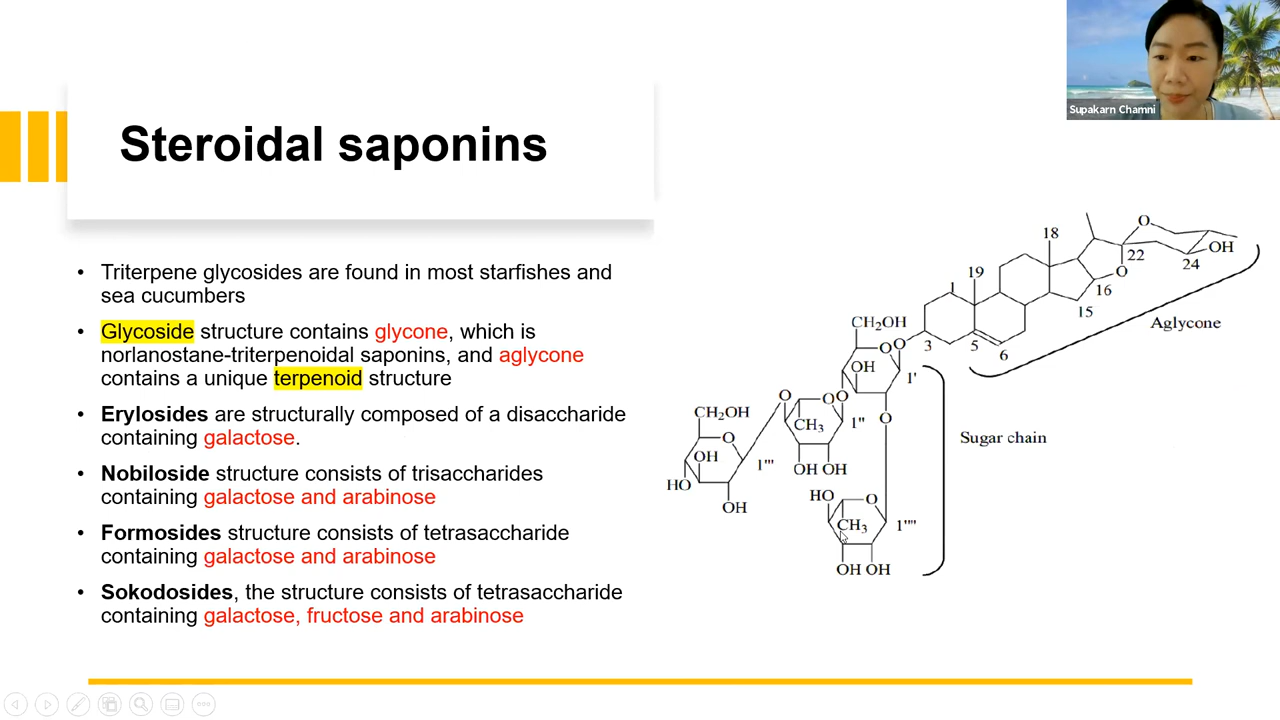 Supakarn Chamni
Steroidal saponins
• Triterpene glycosides are found in most starfishes and
sea cucumbers
• Glycoside structure contains glycone, which is
norlanostane-triterpenoidal saponins, and aglycone
contains a unique terpenoid structure
• Erylosides are structurally composed of a disaccharide
containing galactose.
• Nobiloside structure consists of trisaccharides
containing galactose and arabinose
• Formosides structure consists of tetrasaccharide
containing galactose and arabinose
• Sokodosides, the structure consists of tetrasaccharide
containing galactose, fructose and arabinose
O
18
OH
22
24
19
O
16
1
15
Aglycone
CH₂OH
O
O
3
5
6
OH
1'
O
O
O
CH₂OH
CH₃
1''
O
Sugar chain
O
OH
1'''
OH OH
HO
OH
HO
O
CH₃
1''''
OH OH